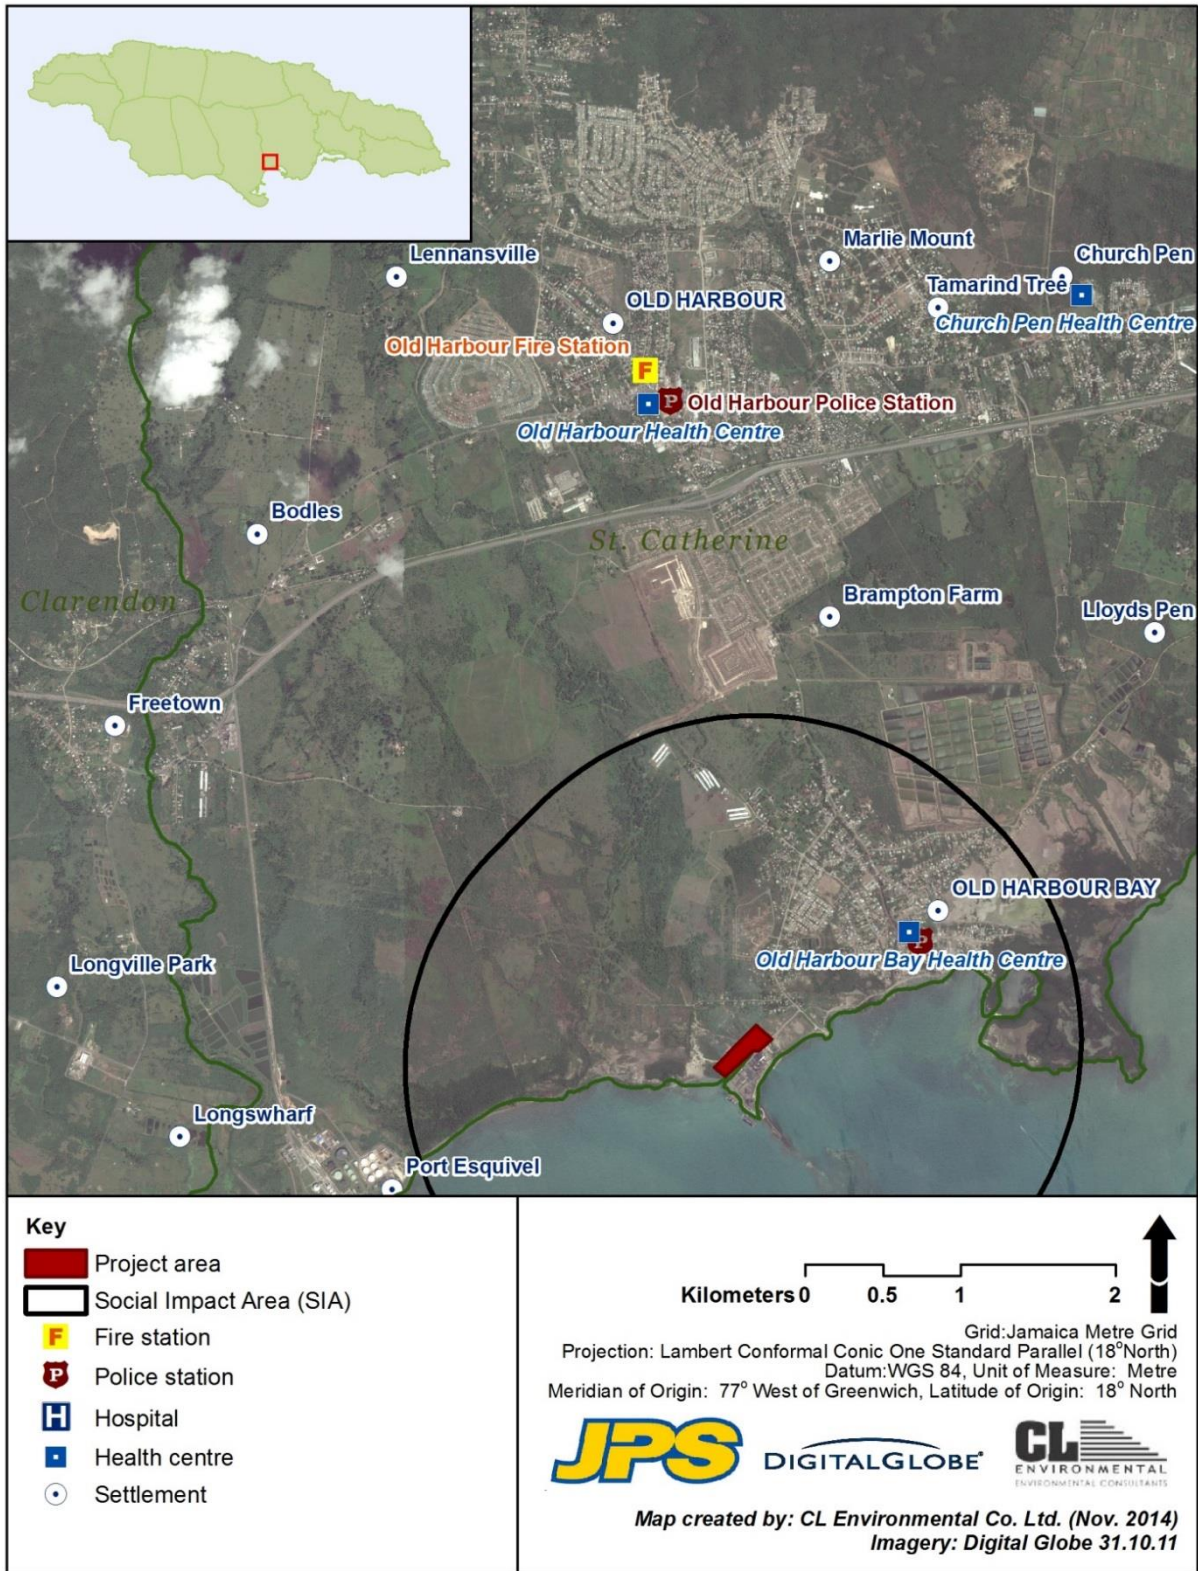 Lennansville
Marlie Mount
Church Pen
Tamarind Tree
OLD HARBOUR
Church Pen Health Centre
Old Harbour Fire Station
F
P
Old Harbour Police Station
Old Harbour Health Centre
Bodles
St. Catherine
Clarendon
Brampton Farm
Lloyds Pen
Freetown
OLD HARBOUR BAY
P
Old Harbour Bay Health Centre
Longville Park
Longswharf
Port Esquivel
Key
Project area
Social Impact Area (SIA)
F Fire station
P Police station
H Hospital
Health centre
Settlement
Kilometers 0 0.5 1 2
Grid:Jamaica Metre Grid
Projection: Lambert Conformal Conic One Standard Parallel (18°North)
Datum:WGS 84, Unit of Measure: Metre
Meridian of Origin: 77° West of Greenwich, Latitude of Origin: 18° North
JPS
DIGITALGLOBE
CL
ENVIRONMENTAL
ENVIRONMENTAL CONSULTANTS
Map created by: CL Environmental Co. Ltd. (Nov. 2014)
Imagery: Digital Globe 31.10.11